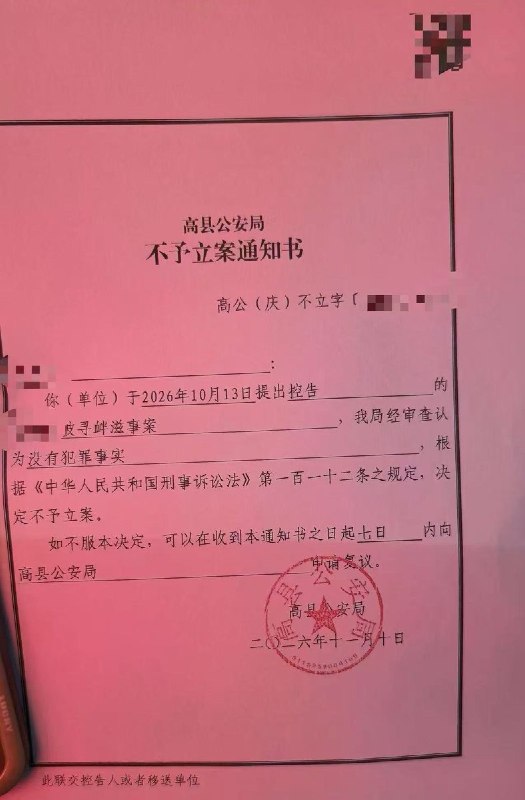 高县公安局
不予立案通知书
高公（庆）不立字〔
：
你（单位）于2026年10月13日提出控告的
被寻衅滋事案，我局经审查认
为没有犯罪事实，根
据《中华人民共和国刑事诉讼法》第一百一十二条之规定，决
定不予立案。
如不服本决定，可以在收到本通知书之日起七日内向
高县公安局申请复议。
高县公安局
高县公安局
二〇二六年十一月十日
此联交控告人或者移送单位